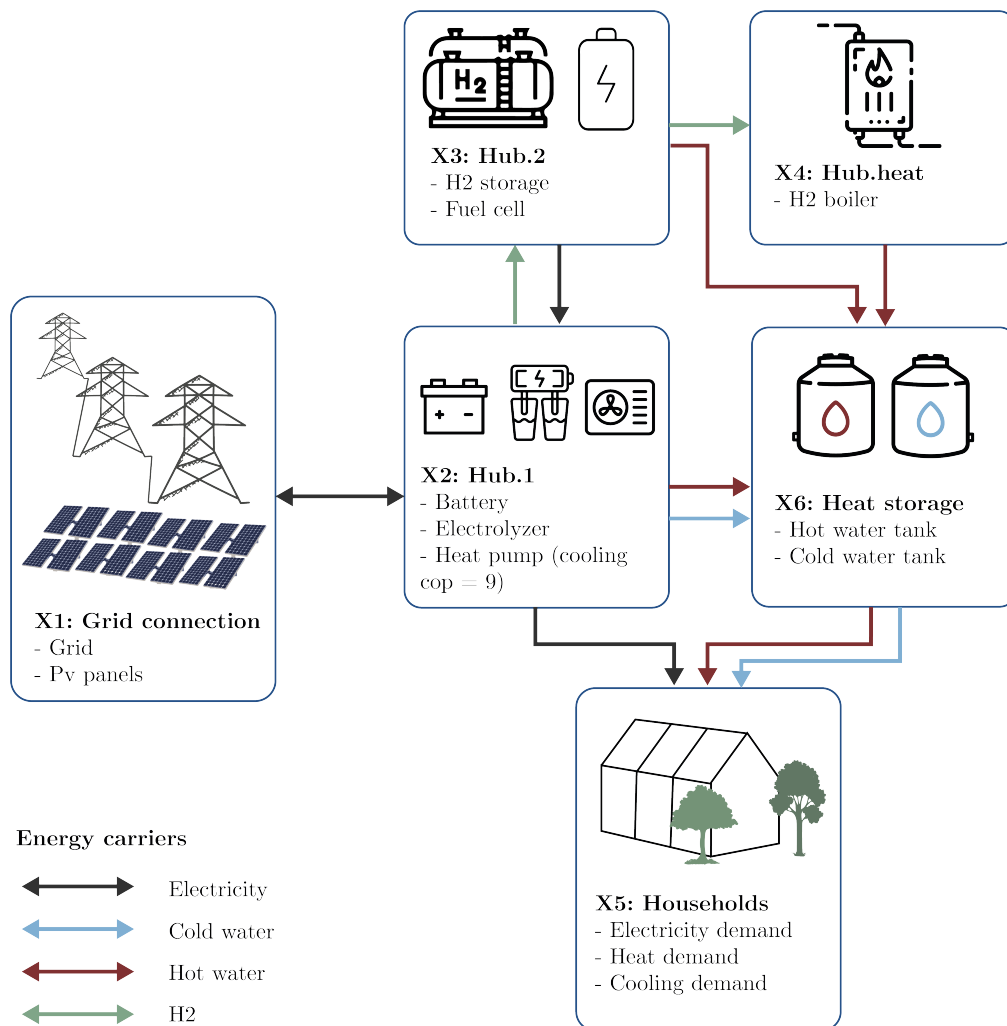 H2
X3: Hub.2
- H2 storage
- Fuel cell
X4: Hub.heat
- H2 boiler
X2: Hub.1
- Battery
- Electrolyzer
- Heat pump (cooling
cop = 9)
X6: Heat storage
- Hot water tank
- Cold water tank
X1: Grid connection
- Grid
- Pv panels
X5: Households
- Electricity demand
- Heat demand
- Cooling demand
Energy carriers
Electricity
Cold water
Hot water
H2